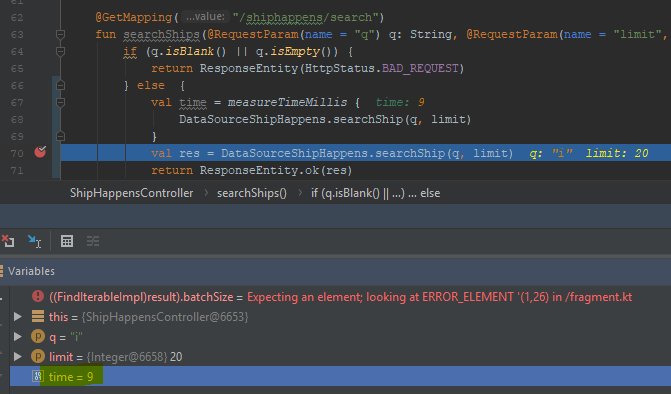 61
62 @GetMapping( ...value: "/shiphappens/search")
63 fun searchShips(@RequestParam(name = "q") q: String, @RequestParam(name = "limit",
64 if (q.isBlank() || q.isEmpty()) {
65 return ResponseEntity(HttpStatus.BAD_REQUEST)
66 } else {
67 val time = measureTimeMillis { time: 9
68 DataSourceShipHappens.searchShip(q, limit)
69 }
70 val res = DataSourceShipHappens.searchShip(q, limit) q: "i" limit: 20
71 return ResponseEntity.ok(res)
ShipHappensController › searchShips() › if (q.isBlank() || ...) ... else
Variables
((FindIterableImpl)result).batchSize = Expecting an element; looking at ERROR_ELEMENT '(1,26) in /fragment.kt
this = {ShipHappensController@6653}
q = "i"
limit = {Integer@6658} 20
time = 9